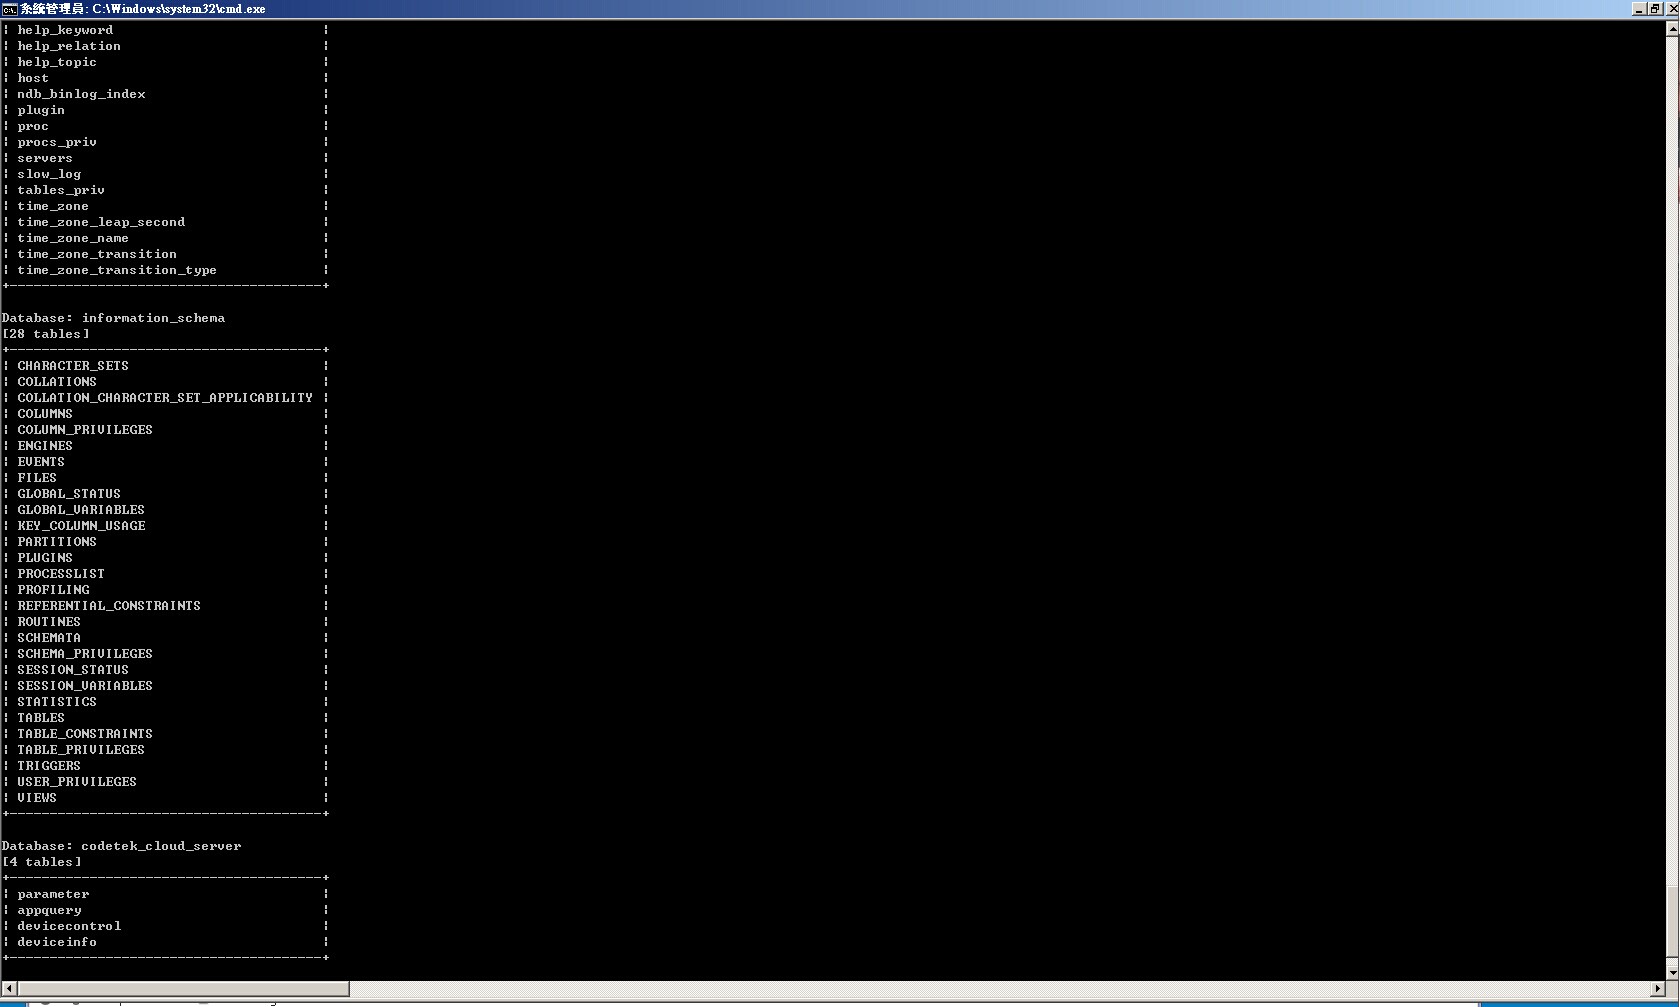 系統管理員: C:\Windows\system32\cmd.exe
| help_keyword |
| help_relation |
| help_topic |
| host |
| ndb_binlog_index |
| plugin |
| proc |
| procs_priv |
| servers |
| slow_log |
| tables_priv |
| time_zone |
| time_zone_leap_second |
| time_zone_name |
| time_zone_transition |
| time_zone_transition_type |
+---------------------------------------+
Database: information_schema
[28 tables]
+---------------------------------------+
| CHARACTER_SETS |
| COLLATIONS |
| COLLATION_CHARACTER_SET_APPLICABILITY |
| COLUMNS |
| COLUMN_PRIVILEGES |
| ENGINES |
| EVENTS |
| FILES |
| GLOBAL_STATUS |
| GLOBAL_VARIABLES |
| KEY_COLUMN_USAGE |
| PARTITIONS |
| PLUGINS |
| PROCESSLIST |
| PROFILING |
| REFERENTIAL_CONSTRAINTS |
| ROUTINES |
| SCHEMATA |
| SCHEMA_PRIVILEGES |
| SESSION_STATUS |
| SESSION_VARIABLES |
| STATISTICS |
| TABLES |
| TABLE_CONSTRAINTS |
| TABLE_PRIVILEGES |
| TRIGGERS |
| USER_PRIVILEGES |
| VIEWS |
+---------------------------------------+
Database: codetek_cloud_server
[4 tables]
+---------------------------------------+
| parameter |
| appquery |
| devicecontrol |
| deviceinfo |
+---------------------------------------+